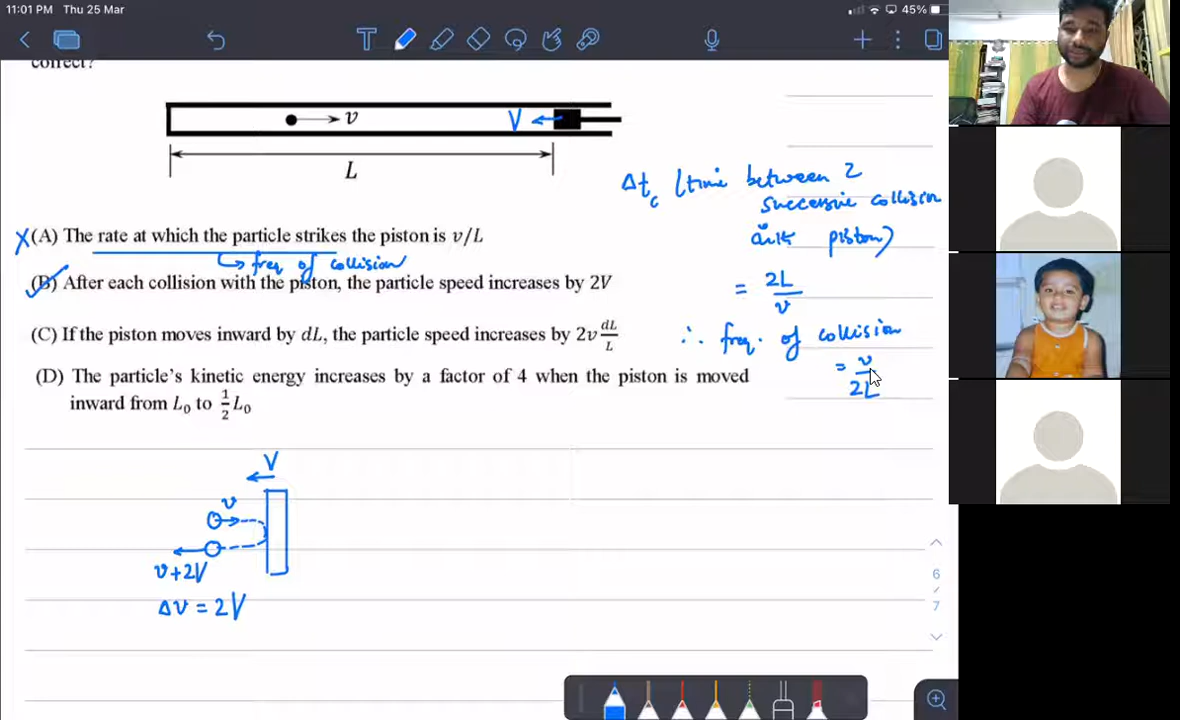 11:01 PM Thu 25 Mar
45%
correct?
v
V
L
Δt_c (time between 2
successive collision
piston)
= 2L/v
∴ freq. of collision
= v/2L
X(A) The rate at which the particle strikes the piston is v/L
↳ freq of collision
(B) After each collision with the piston, the particle speed increases by 2V
(C) If the piston moves inward by dL, the particle speed increases by 2v dL/L
(D) The particle's kinetic energy increases by a factor of 4 when the piston is moved
inward from L₀ to 1/2 L₀
V
v
v+2V
Δv = 2V
6
/
7